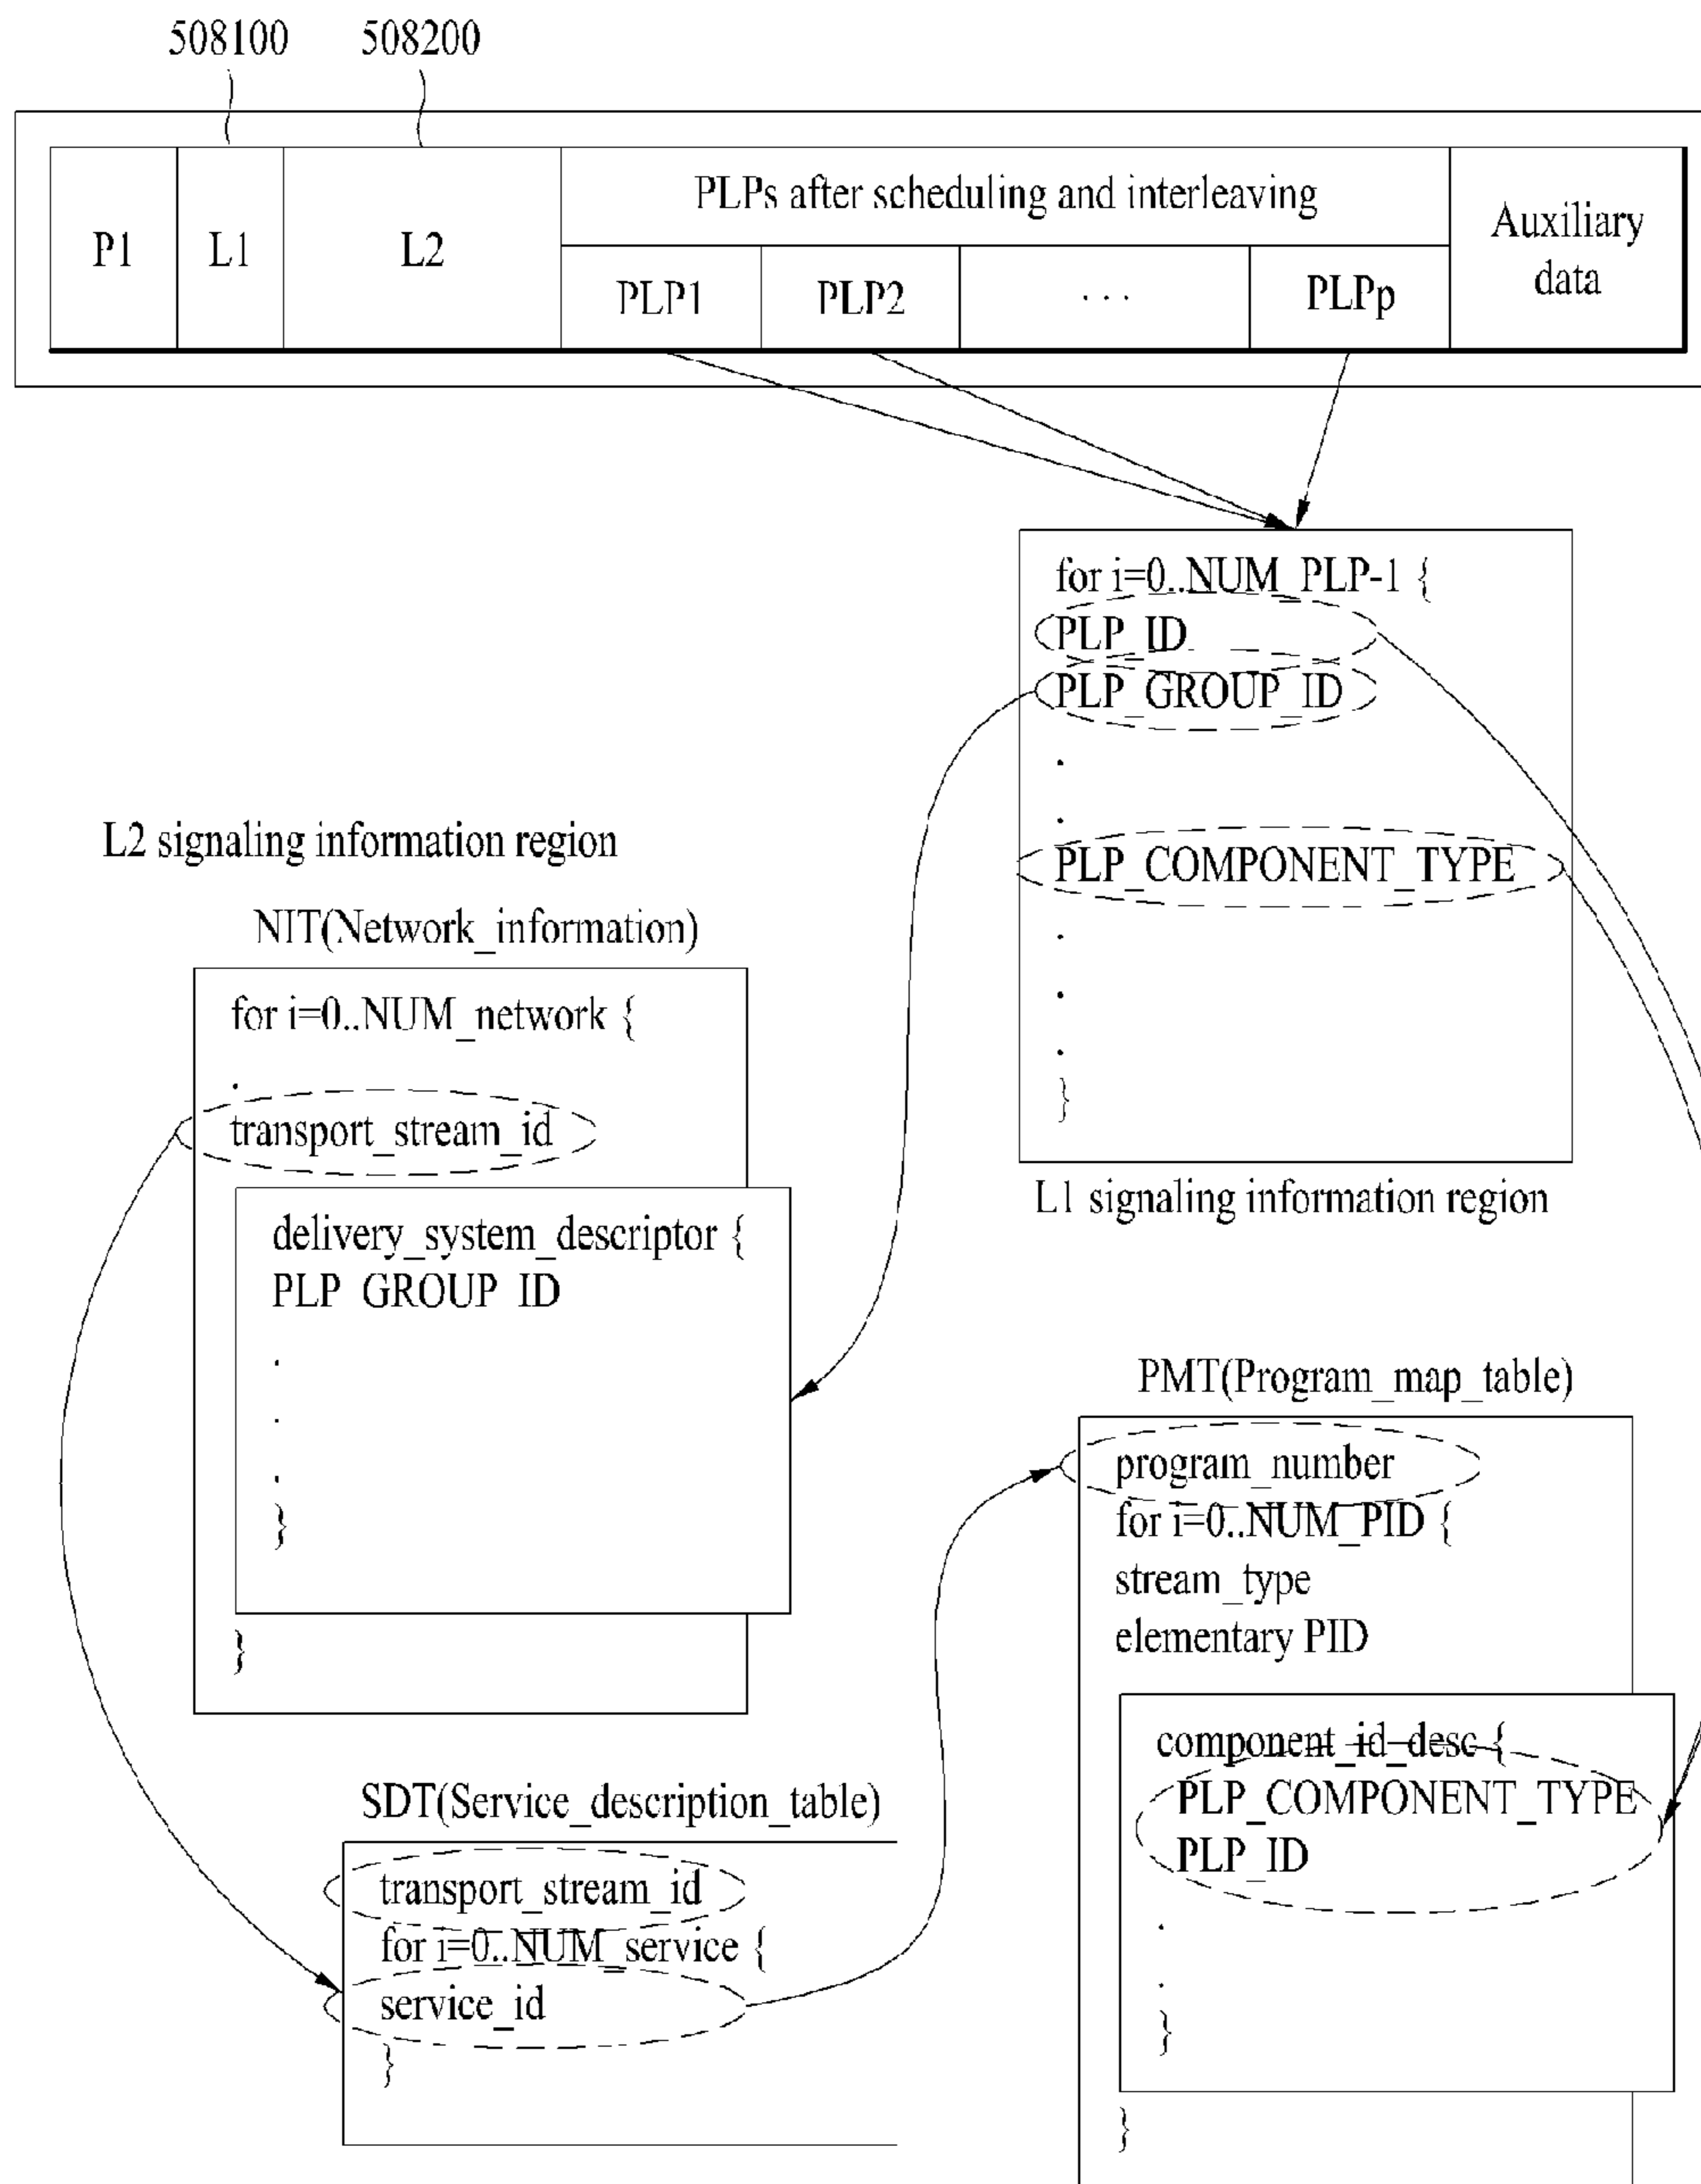 508100 508200
P1 L1 L2 PLPs after scheduling and interleaving Auxiliary data
PLP1 PLP2 . . . PLPp
for i=0..NUM_PLP-1 {
PLP_ID
PLP_GROUP_ID
.
.
PLP_COMPONENT_TYPE
.
.
.
}
L1 signaling information region
L2 signaling information region
NIT(Network_information)
for i=0..NUM_network {
.
transport_stream_id
delivery_system_descriptor {
PLP_GROUP_ID
.
.
.
}
}
SDT(Service_description_table)
transport_stream_id
for i=0..NUM_service {
service_id
}
PMT(Program_map_table)
program_number
for i=0..NUM_PID {
stream_type
elementary PID
component_id_desc {
PLP_COMPONENT_TYPE
PLP_ID
.
.
}
}